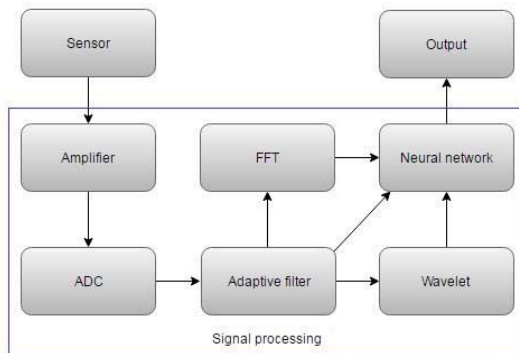 Sensor
Output
Amplifier
FFT
Neural network
ADC
Adaptive filter
Wavelet
Signal processing